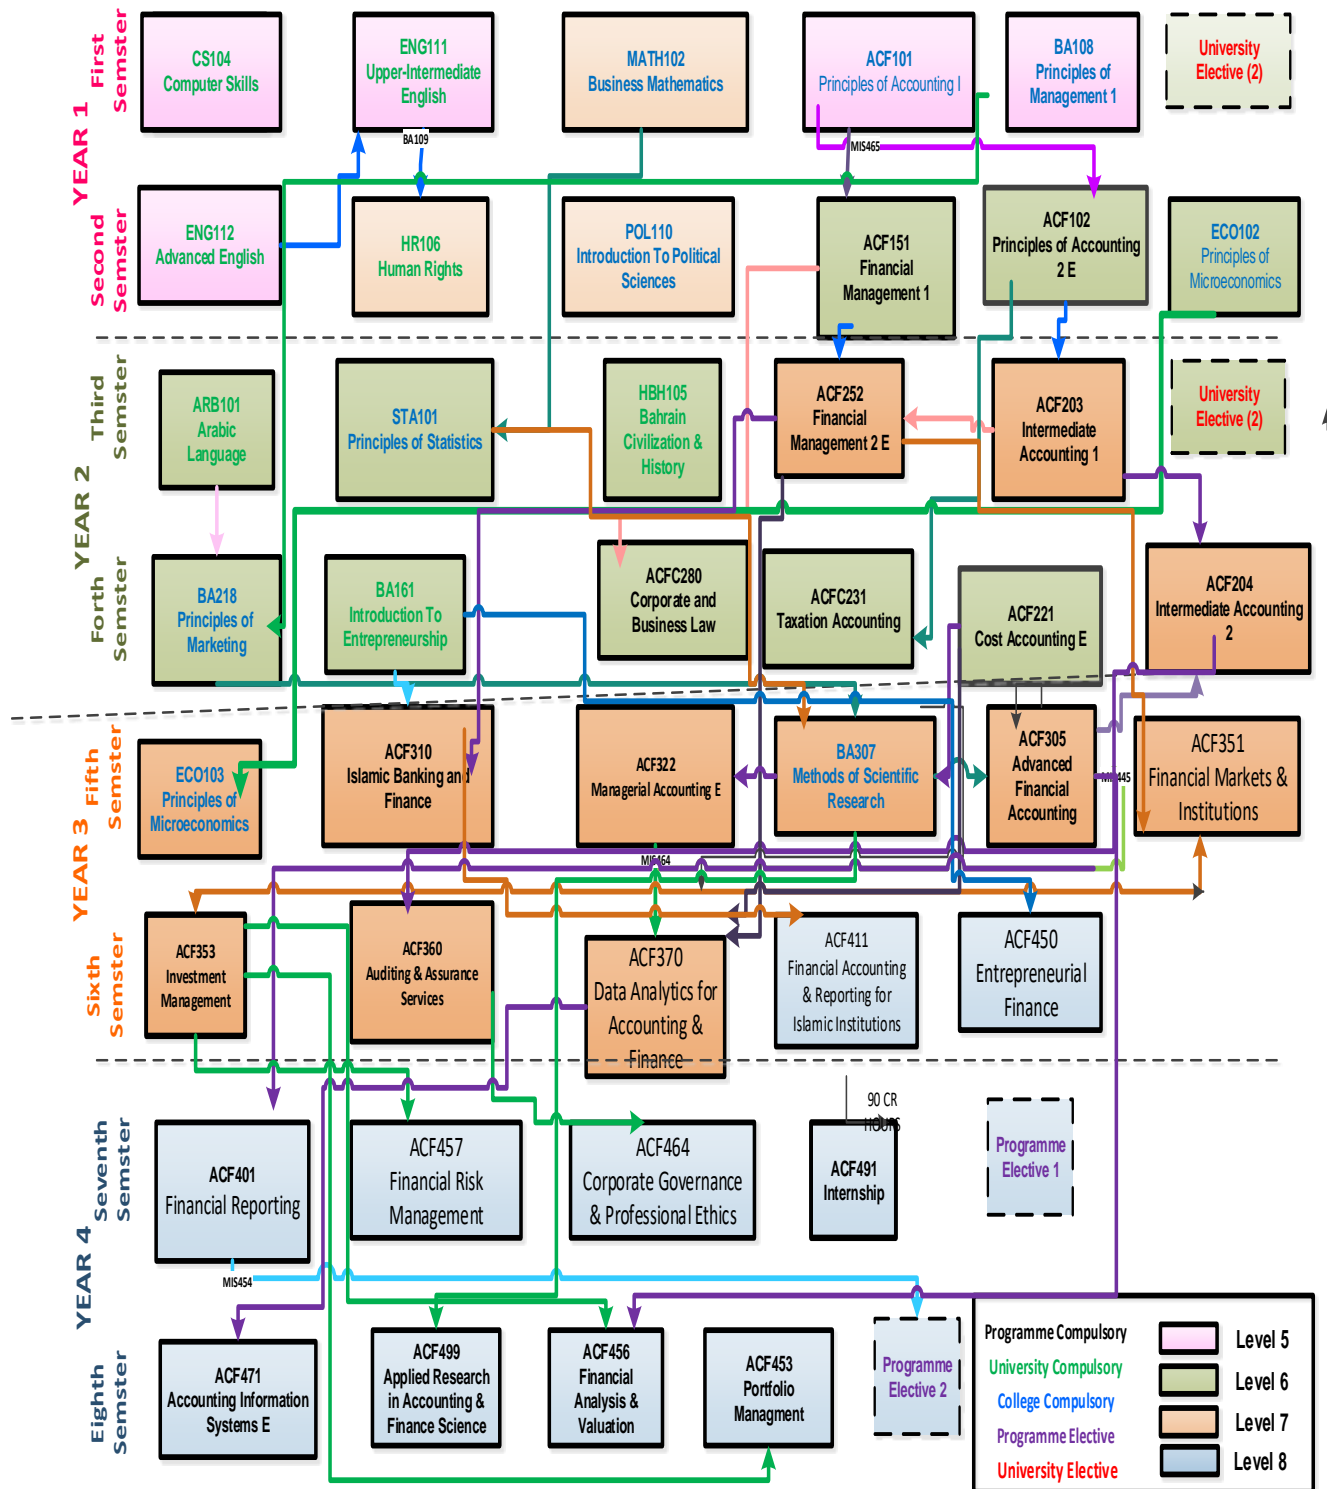 YEAR 1
First
Semster
CS104
Computer Skills
ENG111
Upper-Intermediate
English
MATH102
Business Mathematics
ACF101
Principles of Accounting I
BA108
Principles of
Management 1
University
Elective (2)
BA109
MIS465
Second
Semster
ENG112
Advanced English
HR106
Human Rights
POL110
Introduction To Political
Sciences
ACF151
Financial
Management 1
ACF102
Principles of Accounting
2 E
ECO102
Principles of
Microeconomics
YEAR 2
Third
Semster
ARB101
Arabic
Language
STA101
Principles of Statistics
HBH105
Bahrain
Civilization &
History
ACF252
Financial
Management 2 E
ACF203
Intermediate
Accounting 1
University
Elective (2)
Forth
Semster
BA218
Principles of
Marketing
BA161
Introduction To
Entrepreneurship
ACFC280
Corporate and
Business Law
ACFC231
Taxation Accounting
ACF221
Cost Accounting E
ACF204
Intermediate Accounting
2
YEAR 3
Fifth
Semster
ECO103
Principles of
Microeconomics
ACF310
Islamic Banking and
Finance
ACF322
Managerial Accounting E
BA307
Methods of Scientific
Research
ACF305
Advanced
Financial
Accounting
ACF351
Financial Markets &
Institutions
Sixth
Semster
ACF353
Investment
Management
ACF360
Auditing & Assurance
Services
ACF370
Data Analytics for
Accounting &
Finance
ACF411
Financial Accounting
& Reporting for
Islamic Institutions
ACF450
Entrepreneurial
Finance
90 CR
HOURS
YEAR 4
Seventh
Semster
ACF401
Financial Reporting
ACF457
Financial Risk
Management
ACF464
Corporate Governance
& Professional Ethics
ACF491
Internship
Programme
Elective 1
MIS454
Eighth
Semster
ACF471
Accounting Information
Systems E
ACF499
Applied Research
in Accounting &
Finance Science
ACF456
Financial
Analysis &
Valuation
ACF453
Portfolio
Managment
Programme
Elective 2
Programme Compulsory
University Compulsory
College Compulsory
Programme Elective
University Elective
Level 5
Level 6
Level 7
Level 8